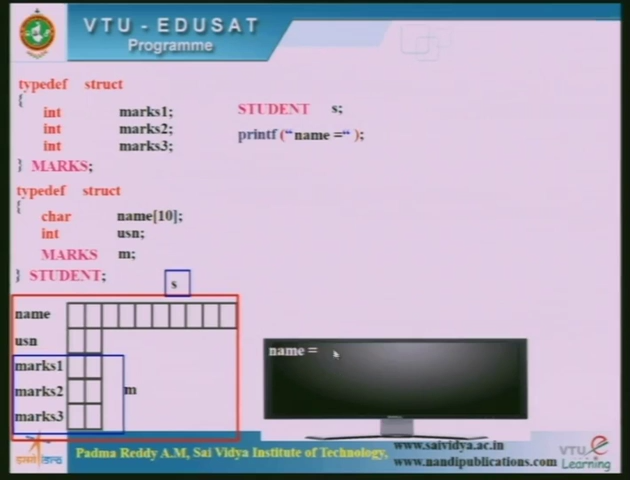 VTU - EDUSAT
Programme
typedef struct
{
int marks1;
int marks2;
int marks3;
} MARKS;
typedef struct
{
char name[10];
int usn;
MARKS m;
} STUDENT;
STUDENT s;
printf (“ name =“ );
s
name
usn
marks1
marks2
marks3
m
name =
Padma Reddy A.M, Sai Vidya Institute of Technology,
www.saividya.ac.in
www.nandipublications.com
VTU e
Learning